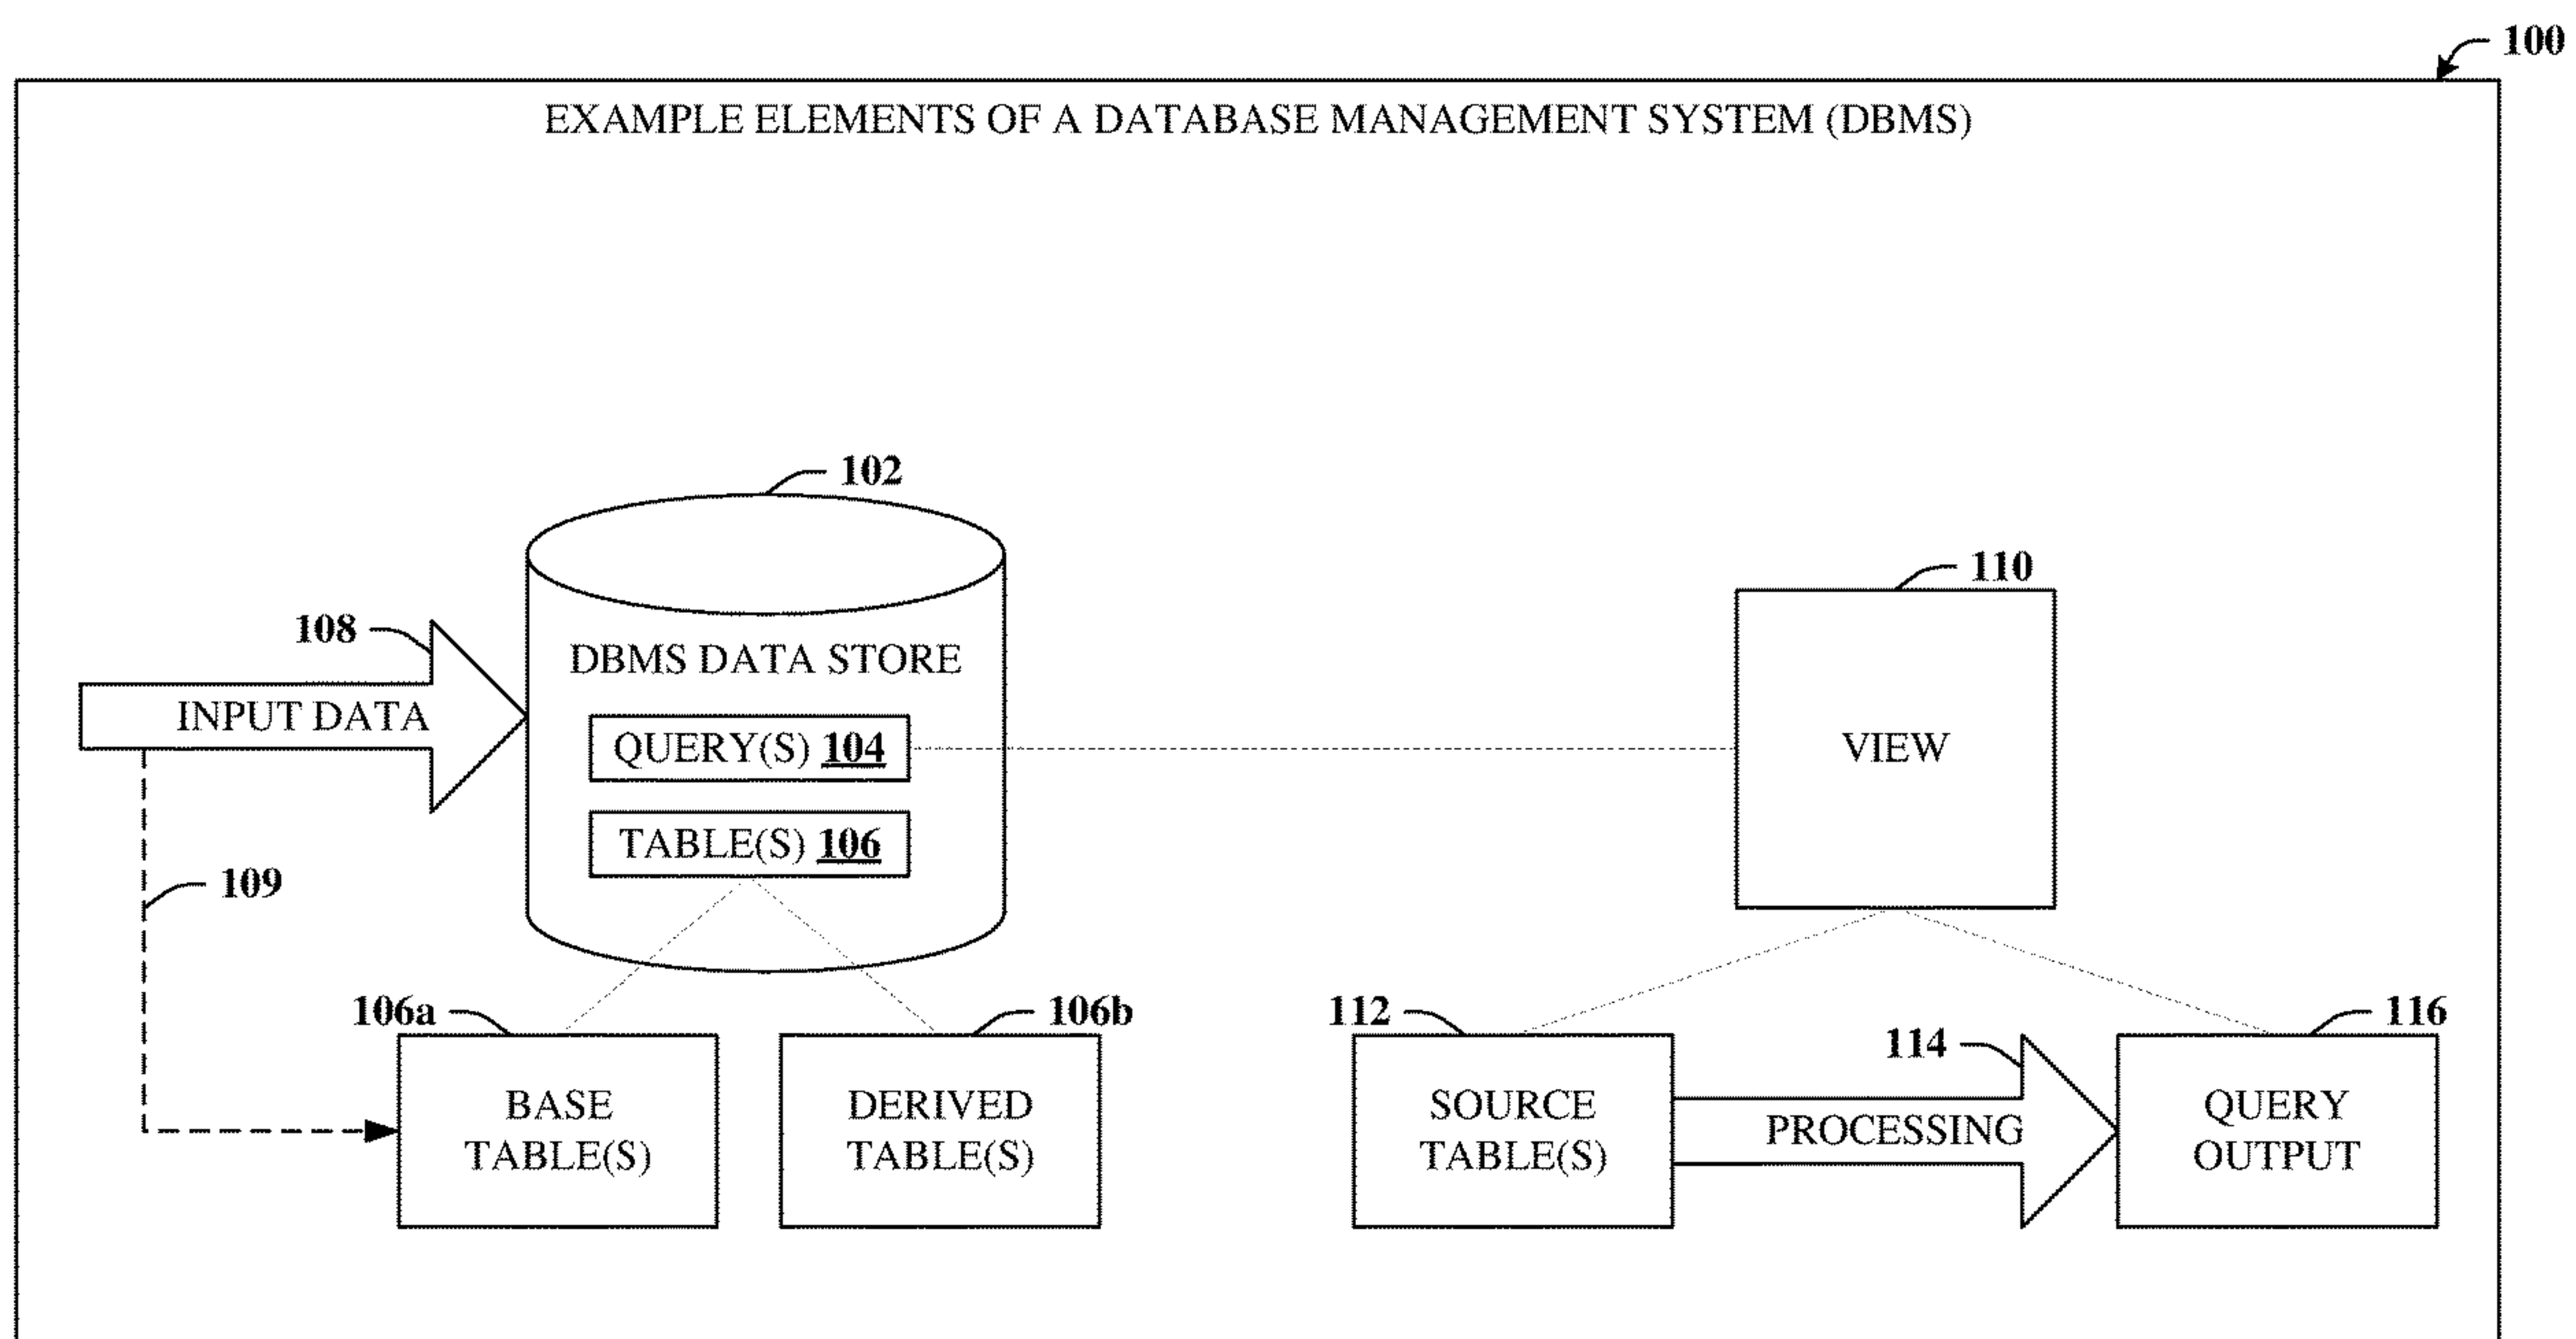 100
EXAMPLE ELEMENTS OF A DATABASE MANAGEMENT SYSTEM (DBMS)
102
110
108
DBMS DATA STORE
INPUT DATA
QUERY(S) 104
VIEW
TABLE(S) 106
109
106a
106b
112
116
114
BASE
TABLE(S)
DERIVED
TABLE(S)
SOURCE
TABLE(S)
PROCESSING
QUERY
OUTPUT